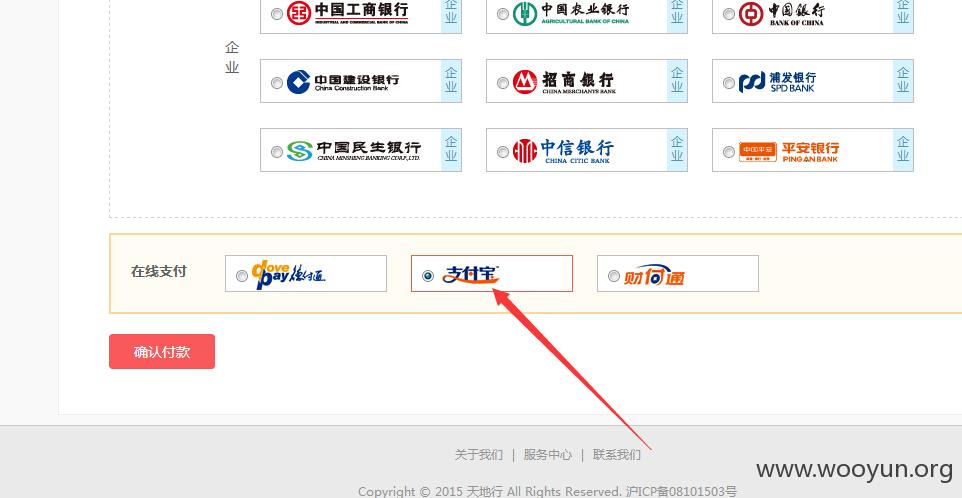 中国工商银行 企业 中国农业银行 企业 中国银行 企业
INDUSTRIAL AND COMMERCIAL BANK OF CHINA AGRICULTURAL BANK OF CHINA BANK OF CHINA
企业
中国建设银行 企业 招商银行 企业 浦发银行 企业
China Construction Bank CHINA MERCHANTS BANK SPD BANK
中国民生银行 企业 中信银行 企业 中国平安 平安银行 企业
CHINA MINSHENG BANKING CORP.,LTD. CHINA CITIC BANK PINGAN BANK
在线支付 dove pay 付通 支付宝 财付通
确认付款
关于我们 | 服务中心 | 联系我们
www.wooyun.org
Copyright © 2015 天地行 All Rights Reserved. 沪ICP备08101503号